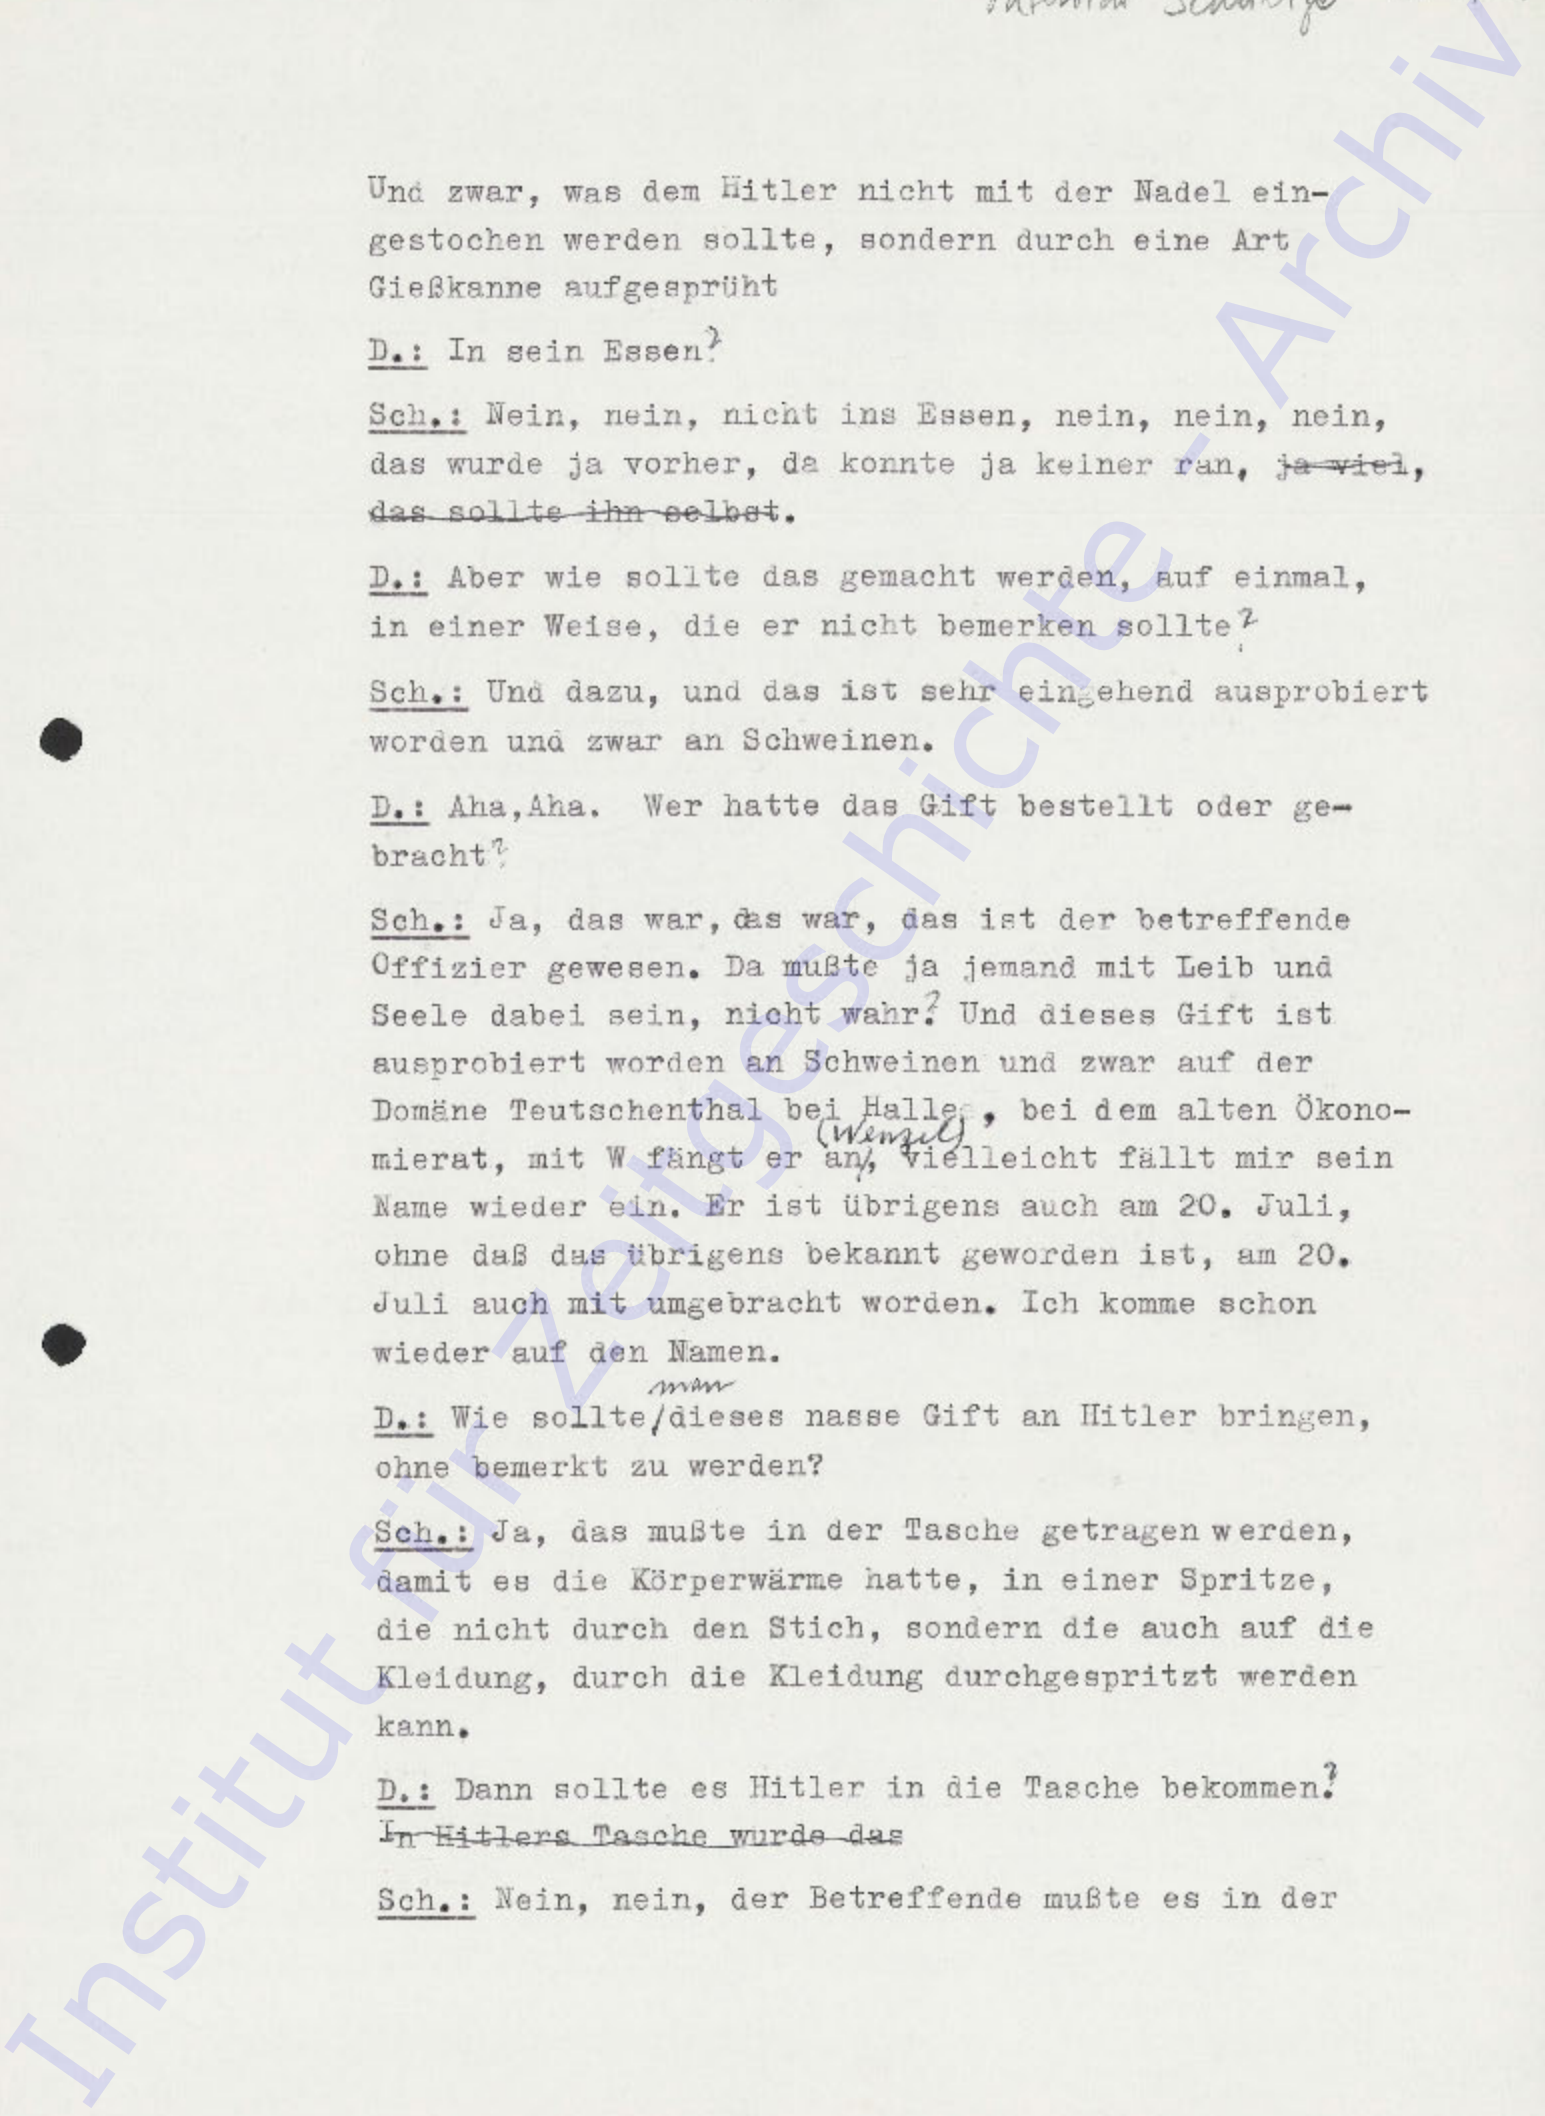 Und zwar, was dem Hitler nicht mit der Nadel ein-
gestochen werden sollte, sondern durch eine Art
Gießkanne aufgesprüht
D.: In sein Essen?
Sch.: Nein, nein, nicht ins Essen, nein, nein, nein,
das wurde ja vorher, da konnte ja keiner ran, ja viel,
das sollte ihn selbst.
D.: Aber wie sollte das gemacht werden, auf einmal,
in einer Weise, die er nicht bemerken sollte?
Sch.: Und dazu, und das ist sehr eingehend ausprobiert
worden und zwar an Schweinen.
D.: Aha,Aha. Wer hatte das Gift bestellt oder ge-
bracht?
Sch.: Ja, das war, das war, das ist der betreffende
Offizier gewesen. Da mußte ja jemand mit Leib und
Seele dabei sein, nicht wahr? Und dieses Gift ist
ausprobiert worden an Schweinen und zwar auf der
Domäne Teutschenthal bei Halle, bei dem alten Ökono-
(Wenzel)
mierat, mit W fängt er an, vielleicht fällt mir sein
Name wieder ein. Er ist übrigens auch am 20. Juli,
ohne daß das übrigens bekannt geworden ist, am 20.
Juli auch mit umgebracht worden. Ich komme schon
wieder auf den Namen.
man
D.: Wie sollte/dieses nasse Gift an Hitler bringen,
ohne bemerkt zu werden?
Sch.: Ja, das mußte in der Tasche getragen werden,
damit es die Körperwärme hatte, in einer Spritze,
die nicht durch den Stich, sondern die auch auf die
Kleidung, durch die Kleidung durchgespritzt werden
kann.
D.: Dann sollte es Hitler in die Tasche bekommen?
In Hitlers Tasche wurde das
Sch.: Nein, nein, der Betreffende mußte es in der
Institut für Zeitgeschichte - Archiv